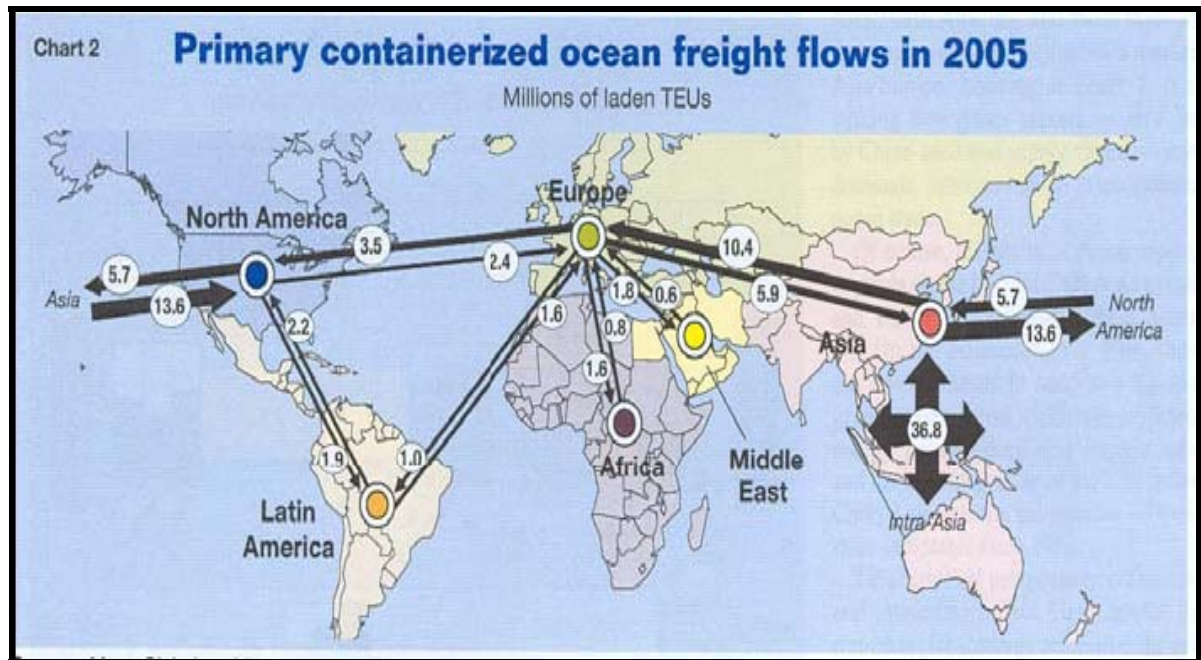 Chart 2
Primary containerized ocean freight flows in 2005
Millions of laden TEUs
Europe
North America
3.5
10.4
2.4
5.7
Asia
13.6
1.8
0.6
5.9
5.7
North
America
13.6
1.6
2.2
0.8
Asia
1.6
36.8
1.9
1.0
Africa
Middle
East
Latin
America
Intra-Asia